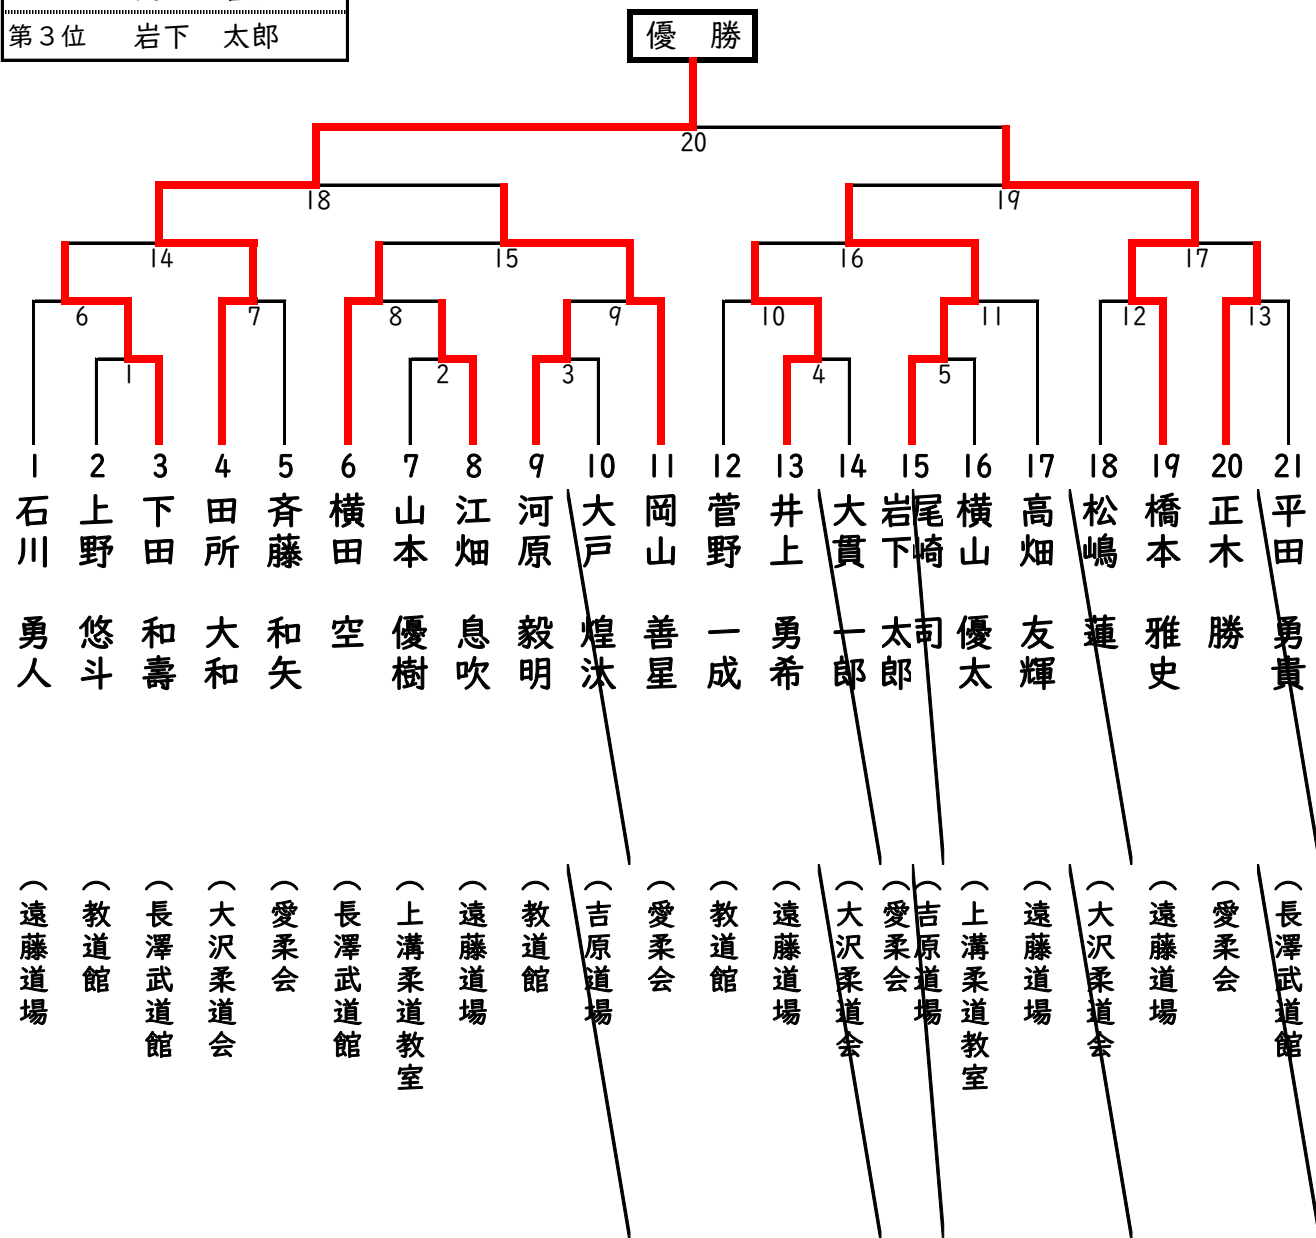 第３位 岩下 太郎
優 勝
20
18
19
14
15
16
17
6
7
8
9
10
11
12
13
1
2
3
4
5
1 石川 勇人 （遠藤道場
2 上野 悠斗 （教道館
3 下田 和壽 （長澤武道館
4 田所 大和 （大沢柔道会
5 斉藤 和矢 （愛柔会
6 横田 空 （長澤武道館
7 山本 優樹 （上溝柔道教室
8 江畑 息吹 （遠藤道場
9 河原 毅明 （教道館
10 大戸 煌汰 （吉原道場
11 岡山 善星 （愛柔会
12 菅野 一成 （教道館
13 井上 勇希 （遠藤道場
14 大貫 一郎 （大沢柔道会
15 岩下 太郎 （愛柔会
尾崎 司 （吉原道場
16 横山 優太 （上溝柔道教室
17 高畑 友輝 （遠藤道場
18 松嶋 蓮 （大沢柔道会
19 橋本 雅史 （遠藤道場
20 正木 勝 （愛柔会
21 平田 勇貴 （長澤武道館